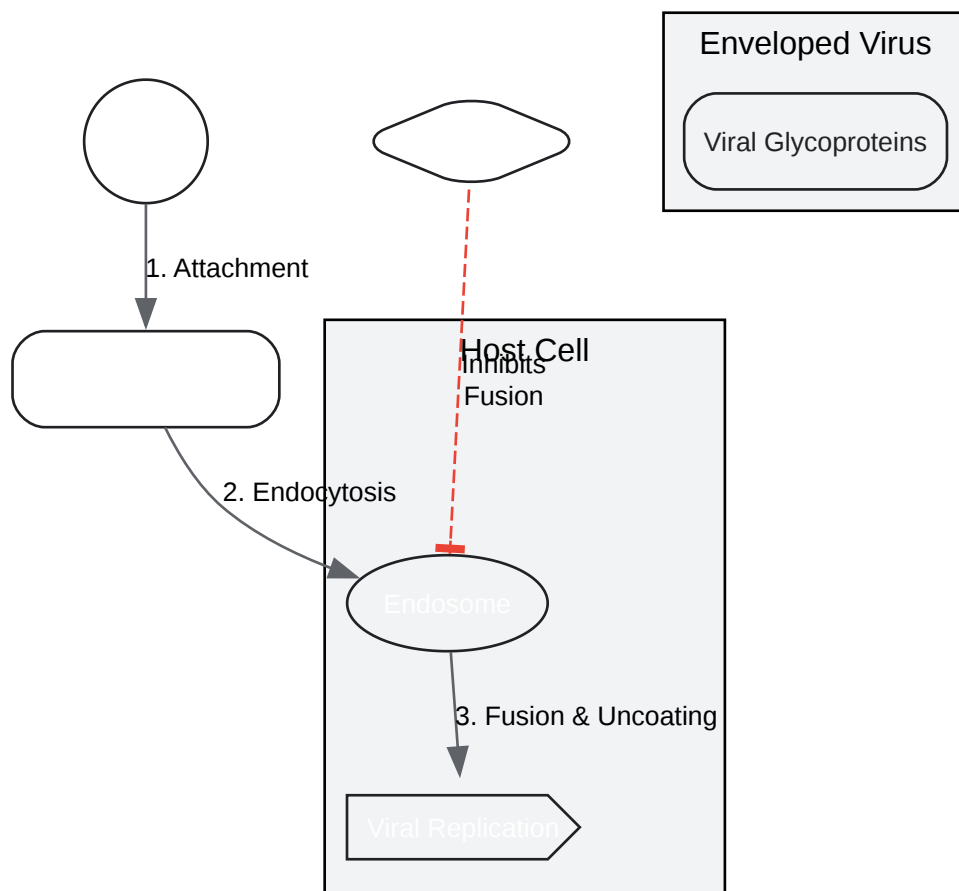 Enveloped Virus
Viral Glycoproteins
1. Attachment
Host Cell
Inhibits
Fusion
2. Endocytosis
Endosome
3. Fusion & Uncoating
Viral Replication